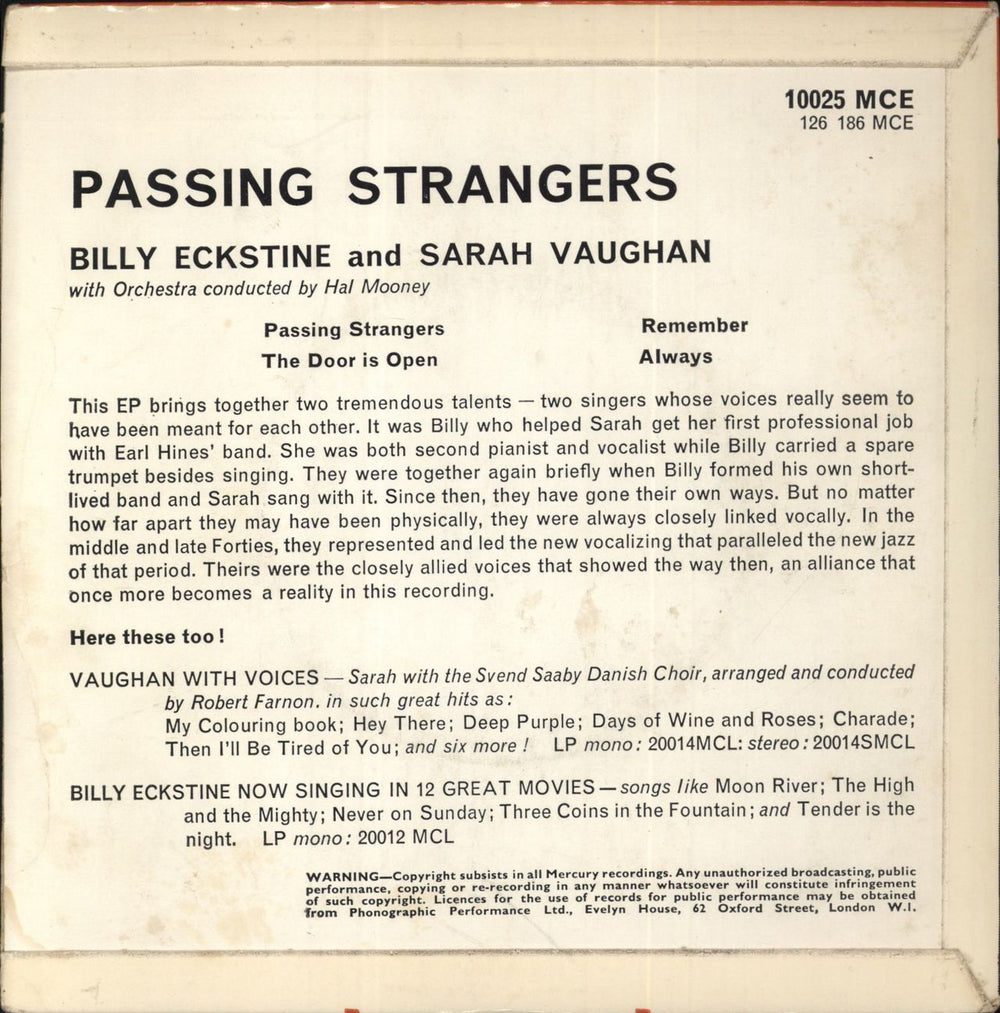 10025 MCE
126 186 MCE
PASSING STRANGERS
BILLY ECKSTINE and SARAH VAUGHAN
with Orchestra conducted by Hal Mooney
Passing Strangers Remember
The Door is Open Always
This EP brings together two tremendous talents — two singers whose voices really seem to
have been meant for each other. It was Billy who helped Sarah get her first professional job
with Earl Hines' band. She was both second pianist and vocalist while Billy carried a spare
trumpet besides singing. They were together again briefly when Billy formed his own short-
lived band and Sarah sang with it. Since then, they have gone their own ways. But no matter
how far apart they may have been physically, they were always closely linked vocally. In the
middle and late Forties, they represented and led the new vocalizing that paralleled the new jazz
of that period. Theirs were the closely allied voices that showed the way then, an alliance that
once more becomes a reality in this recording.
Here these too!
VAUGHAN WITH VOICES — Sarah with the Svend Saaby Danish Choir, arranged and conducted
by Robert Farnon. in such great hits as:
My Colouring book; Hey There; Deep Purple; Days of Wine and Roses; Charade;
Then I'll Be Tired of You; and six more! LP mono: 20014MCL: stereo: 20014SMCL
BILLY ECKSTINE NOW SINGING IN 12 GREAT MOVIES — songs like Moon River; The High
and the Mighty; Never on Sunday; Three Coins in the Fountain; and Tender is the
night. LP mono: 20012 MCL
WARNING—Copyright subsists in all Mercury recordings. Any unauthorized broadcasting, public
performance, copying or re-recording in any manner whatsoever will constitute infringement
of such copyright. Licences for the use of records for public performance may be obtained
from Phonographic Performance Ltd., Evelyn House, 62 Oxford Street, London W.I.